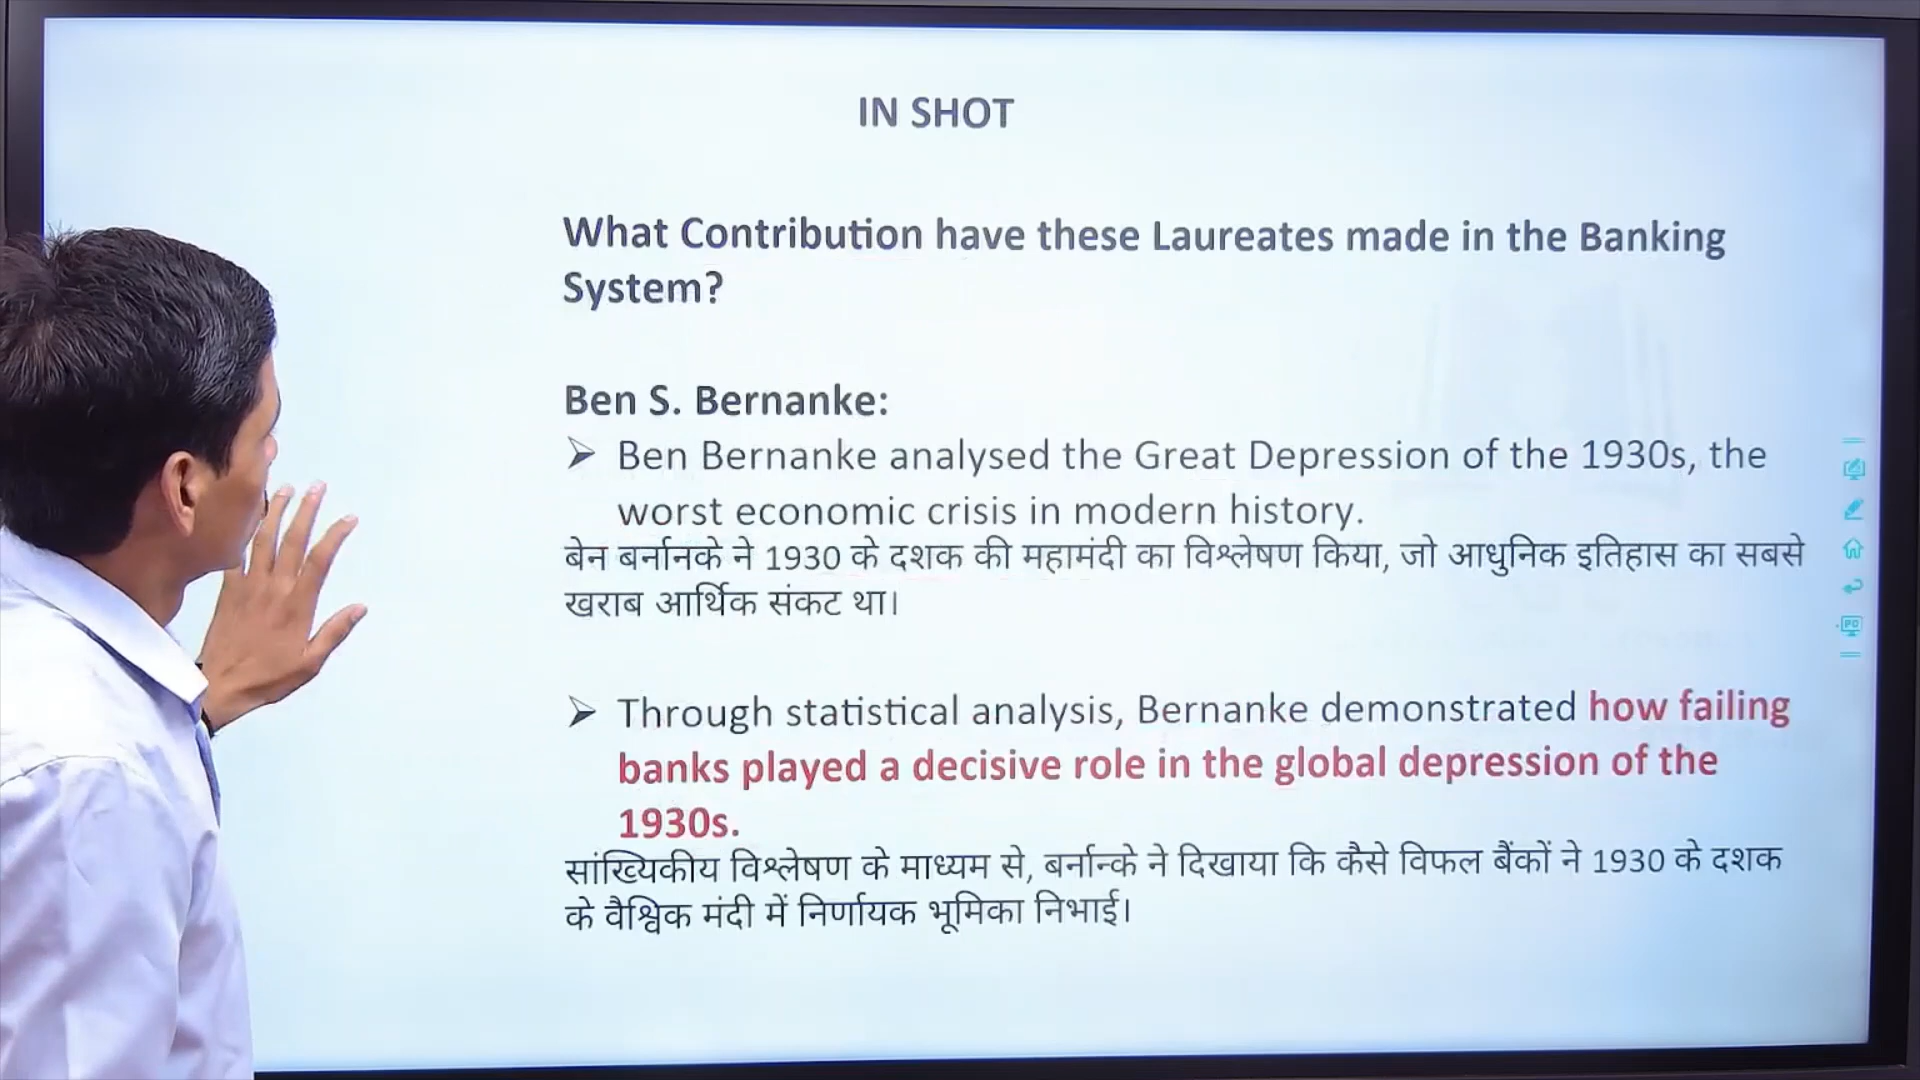 IN SHOT
What Contribution have these Laureates made in the Banking
System?
Ben S. Bernanke:
➢ Ben Bernanke analysed the Great Depression of the 1930s, the
worst economic crisis in modern history.
बेन बर्नानके ने 1930 के दशक की महामंदी का विश्लेषण किया, जो आधुनिक इतिहास का सबसे
खराब आर्थिक संकट था।
➢ Through statistical analysis, Bernanke demonstrated how failing
banks played a decisive role in the global depression of the
1930s.
सांख्यिकीय विश्लेषण के माध्यम से, बर्नान्के ने दिखाया कि कैसे विफल बैंकों ने 1930 के दशक
के वैश्विक मंदी में निर्णायक भूमिका निभाई।
PC